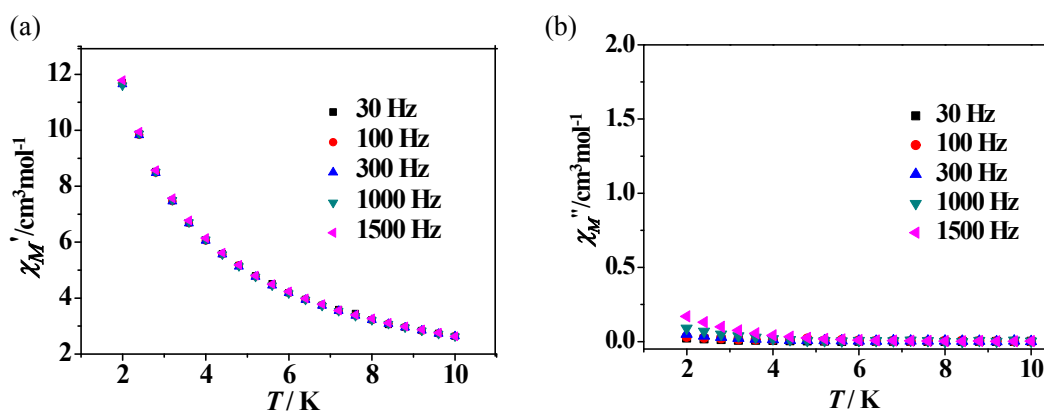 (a)
12
10
8
6
4
2
χM'/cm³mol⁻¹
30 Hz
100 Hz
300 Hz
1000 Hz
1500 Hz
2 4 6 8 10
T / K
(b)
2.0
1.5
1.0
0.5
0.0
χM''/cm³mol⁻¹
30 Hz
100 Hz
300 Hz
1000 Hz
1500 Hz
2 4 6 8 10
T / K